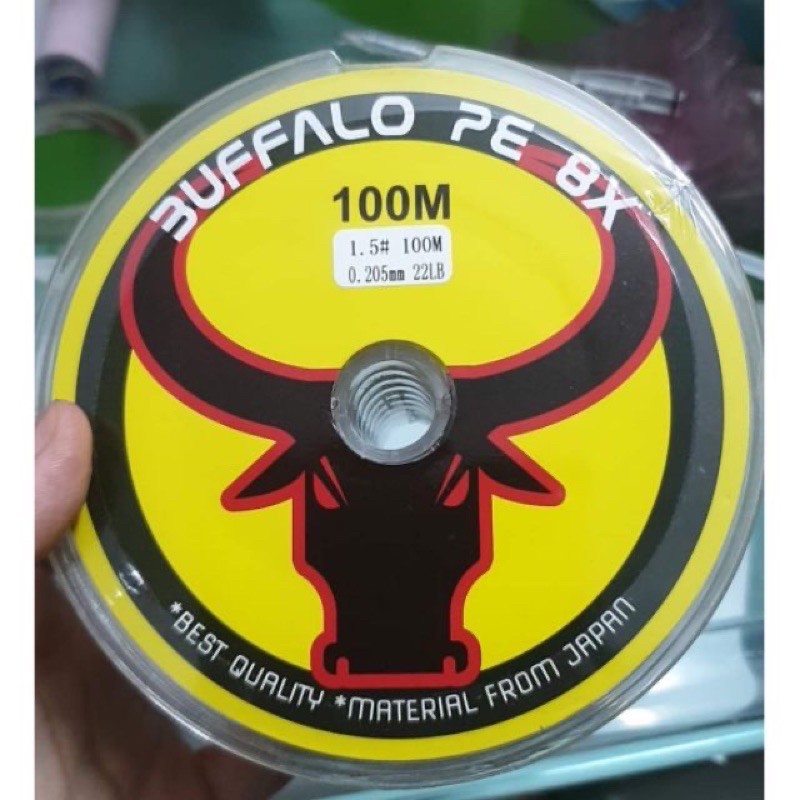 BUFFALO PE 8X
100M
1.5# 100M
0.205mm 22LB
*BEST QUALITY *MATERIAL FROM JAPAN